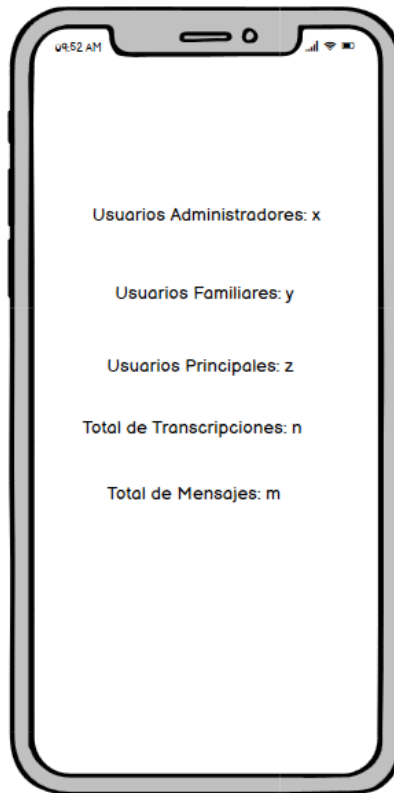 09:52 AM
Usuarios Administradores: x
Usuarios Familiares: y
Usuarios Principales: z
Total de Transcripciones: n
Total de Mensajes: m